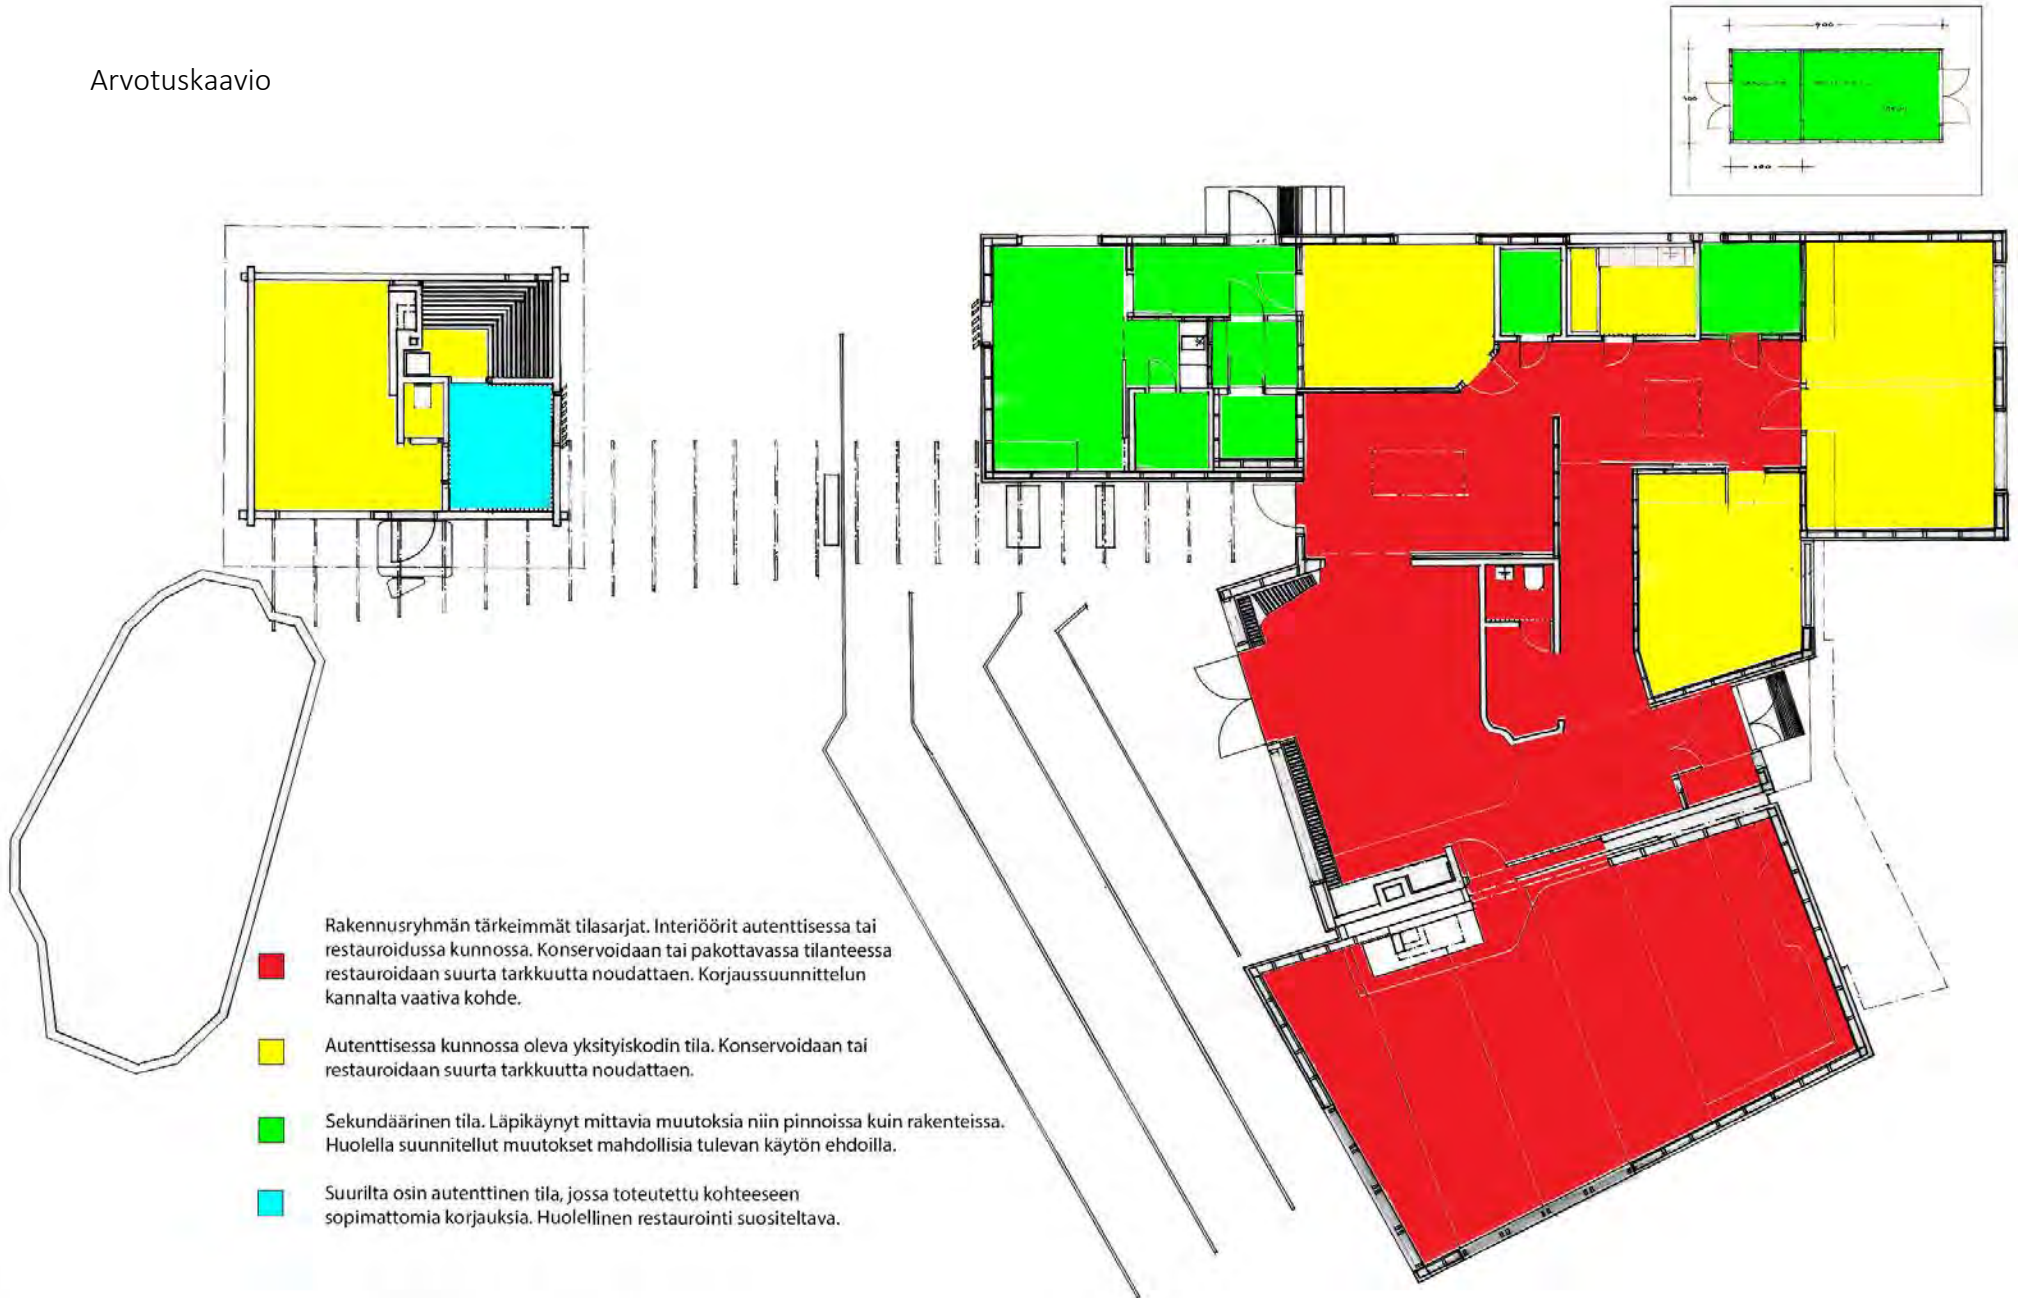 Arvotuskaavio
900
Rakennusryhmän tärkeimmät tilasarjat. Interiöörit autenttisessa tai
restauroidussa kunnossa. Konservoidaan tai pakottavassa tilanteessa
restauroidaan suurta tarkkuutta noudattaen. Korjaussuunnittelun
kannalta vaativa kohde.
Autenttisessa kunnossa oleva yksityiskodin tila. Konservoidaan tai
restauroidaan suurta tarkkuutta noudattaen.
Sekundäärinen tila. Läpikäynyt mittavia muutoksia niin pinnoissa kuin rakenteissa.
Huolella suunnitellut muutokset mahdollisia tulevan käytön ehdoilla.
Suurilta osin autenttinen tila, jossa toteutettu kohteeseen
sopimattomia korjauksia. Huolellinen restaurointi suositeltava.